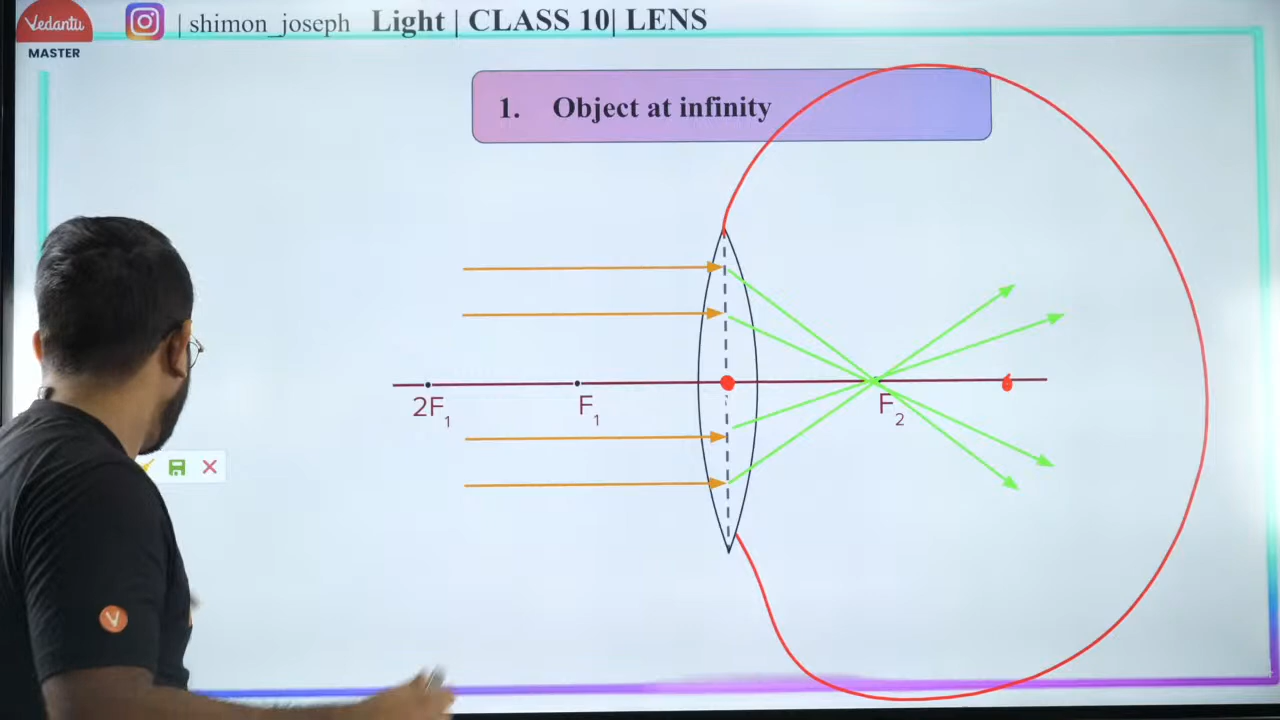 Vedantu
MASTER
| shimon_joseph
Light | CLASS 10| LENS
1. Object at infinity
2F1
F1
F2
V